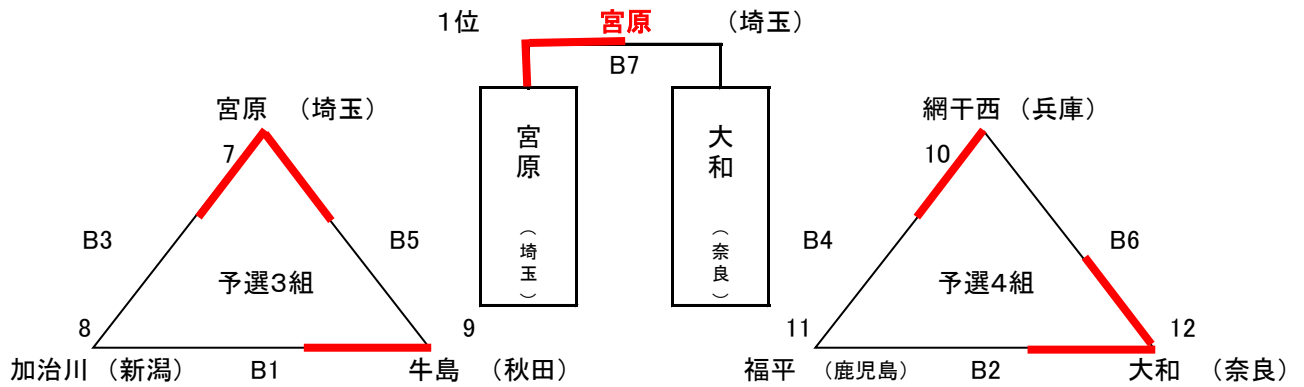 1位 宮原 （埼玉）
B7
宮原 （埼玉）
網干西 （兵庫）
宮原 （埼玉）
大和 （奈良）
7
10
B3
B5
B4
B6
予選3組
予選4組
8
9
11
12
加治川 （新潟） B1 牛島 （秋田）
福平 （鹿児島） B2 大和 （奈良）